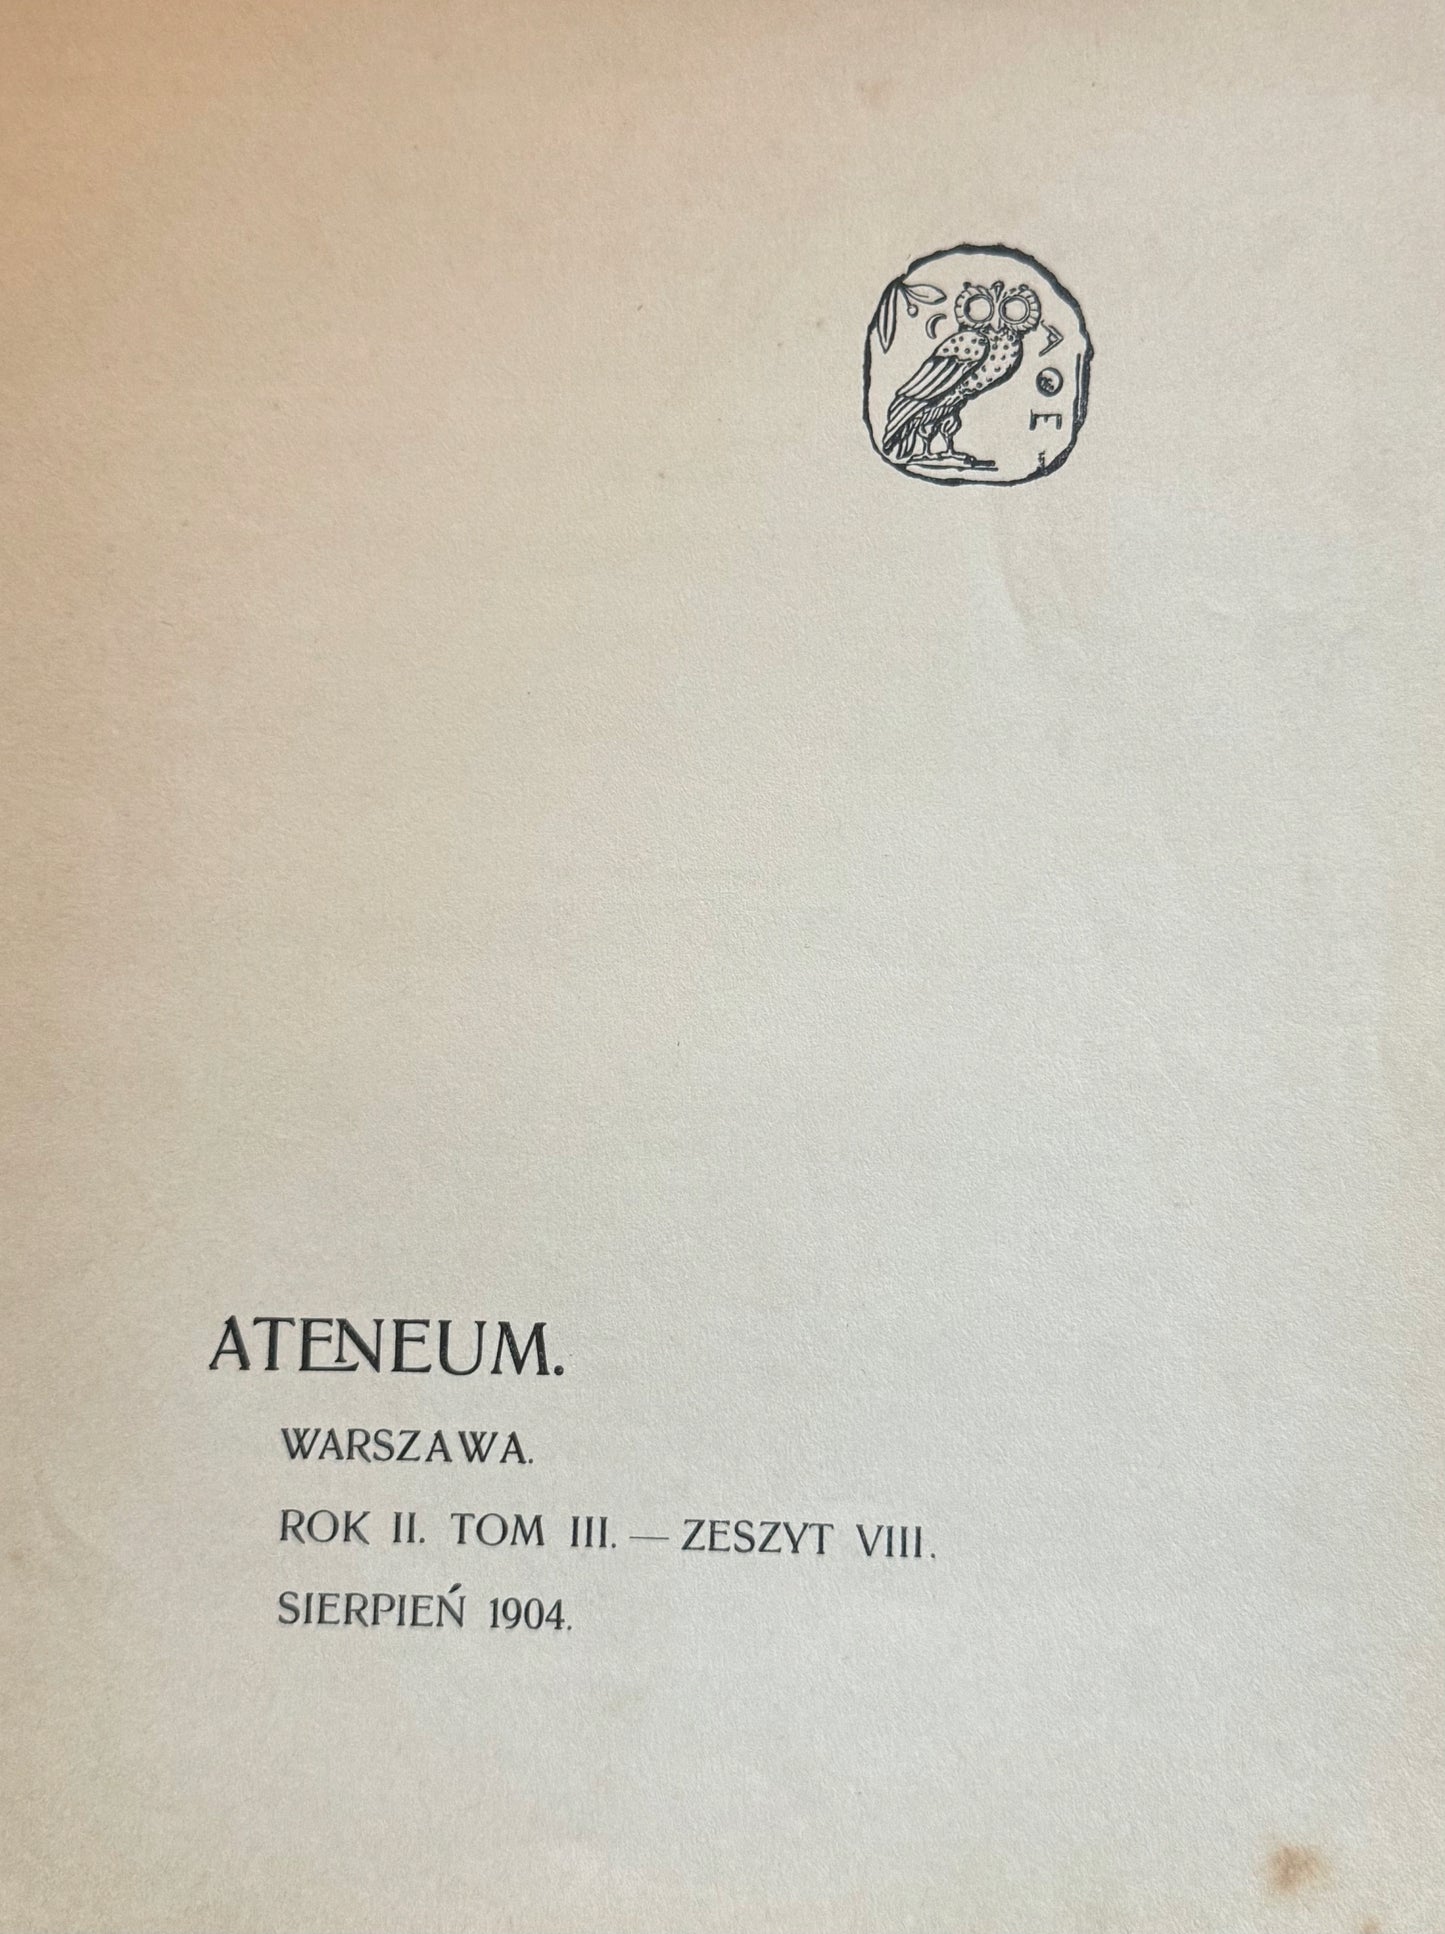 ΑΘΕ
ATENEUM.
WARSZAWA.
ROK II. TOM III. — ZESZYT VIII.
SIERPIEŃ 1904.